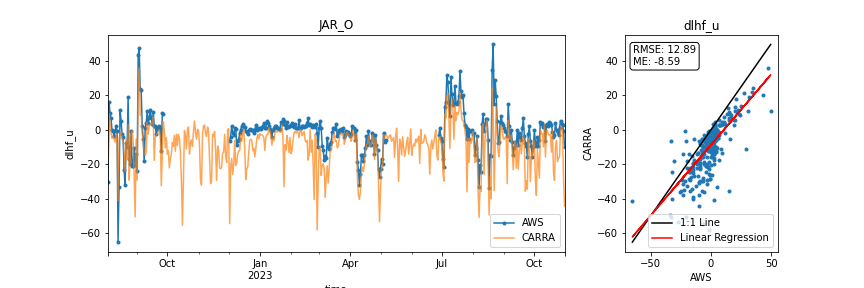 JAR_O
dlhf_u
40
20
0
−20
−40
−60
Oct
Jan
2023
Apr
Jul
Oct
AWS
CARRA
dlhf_u
RMSE: 12.89
ME: -8.59
CARRA
40
20
0
−20
−40
−60
1:1 Line
Linear Regression
−50
0
50
AWS